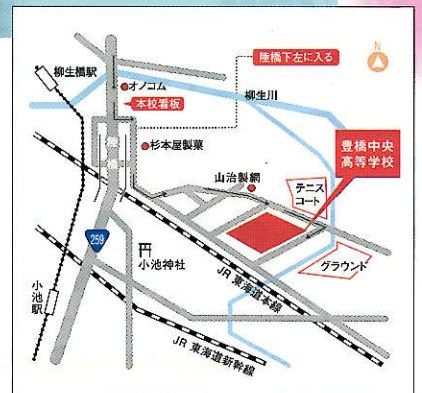 N
柳生橋駅
陸橋下左に入る
オノコム
柳生川
本校看板
陸橋
杉本屋製菓
豊橋中央
高等学校
山治製網
テニス
コート
259
小池神社
グラウンド
小池駅
JR 東海道本線
JR 東海道新幹線